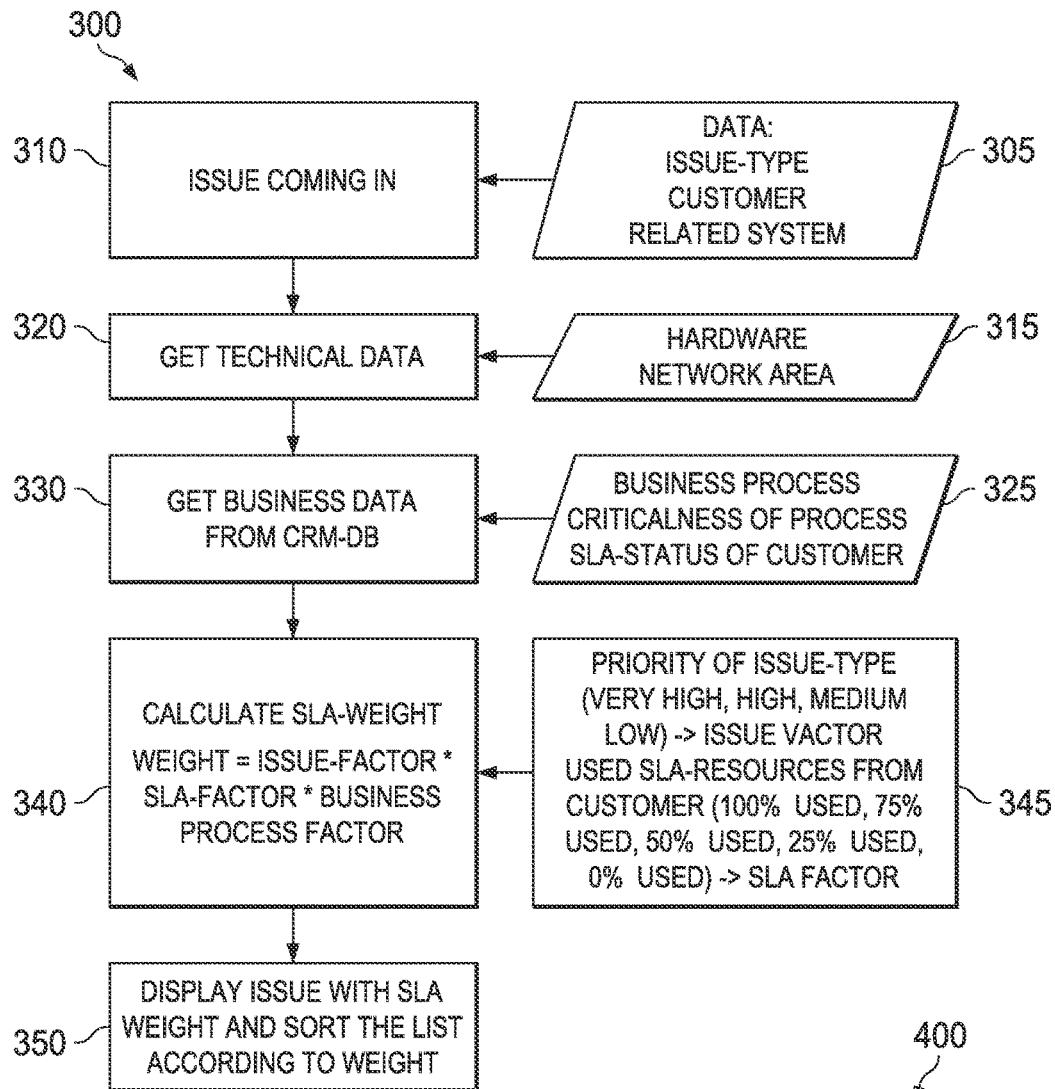 300
310
ISSUE COMING IN
DATA:
ISSUE-TYPE
CUSTOMER
RELATED SYSTEM
305
320
GET TECHNICAL DATA
HARDWARE
NETWORK AREA
315
330
GET BUSINESS DATA
FROM CRM-DB
BUSINESS PROCESS
CRITICALNESS OF PROCESS
SLA-STATUS OF CUSTOMER
325
340
CALCULATE SLA-WEIGHT
WEIGHT = ISSUE-FACTOR *
SLA-FACTOR * BUSINESS
PROCESS FACTOR
PRIORITY OF ISSUE-TYPE
(VERY HIGH, HIGH, MEDIUM
LOW) -> ISSUE VACTOR
USED SLA-RESOURCES FROM
CUSTOMER (100% USED, 75%
USED, 50% USED, 25% USED,
0% USED) -> SLA FACTOR
345
350
DISPLAY ISSUE WITH SLA
WEIGHT AND SORT THE LIST
ACCORDING TO WEIGHT
400